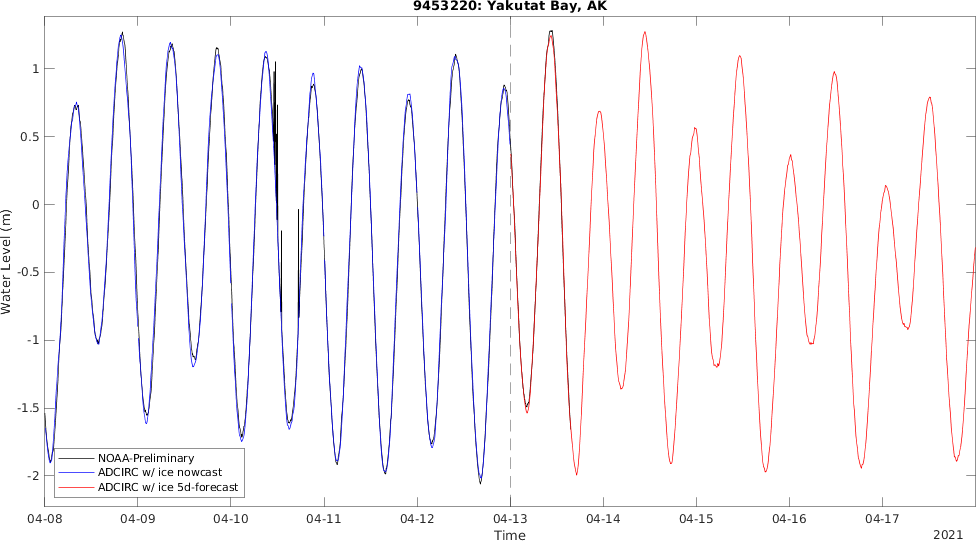 9453220: Yakutat Bay, AK
Water Level (m)
1
0.5
0
-0.5
-1
-1.5
-2
NOAA-Preliminary
ADCIRC w/ ice nowcast
ADCIRC w/ ice 5d-forecast
04-08 04-09 04-10 04-11 04-12 04-13 04-14 04-15 04-16 04-17
Time
2021